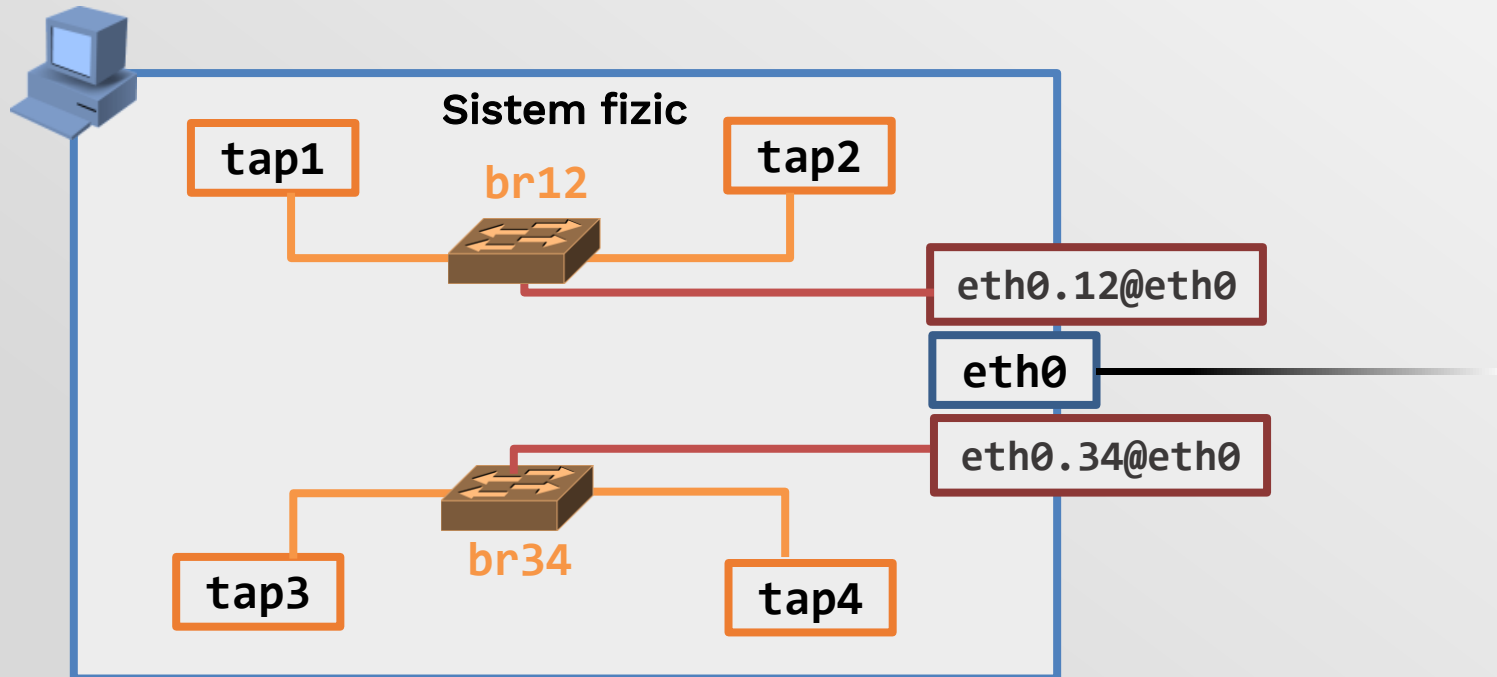 Sistem fizic
tap1
br12
tap2
eth0.12@eth0
eth0
eth0.34@eth0
br34
tap3
tap4